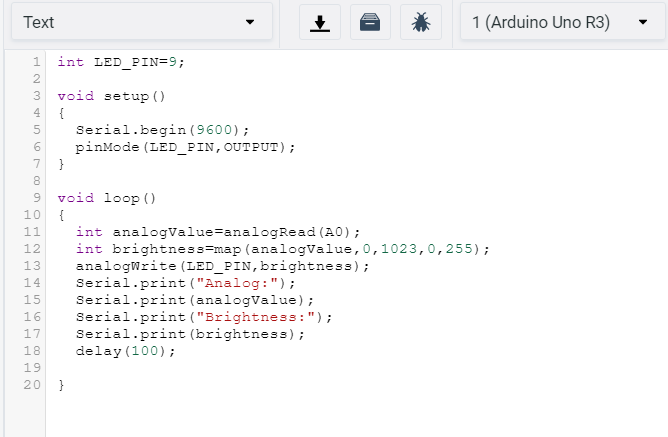 Text 1 (Arduino Uno R3)
1 int LED_PIN=9;
2
3 void setup()
4 {
5   Serial.begin(9600);
6   pinMode(LED_PIN,OUTPUT);
7 }
8
9 void loop()
10 {
11   int analogValue=analogRead(A0);
12   int brightness=map(analogValue,0,1023,0,255);
13   analogWrite(LED_PIN,brightness);
14   Serial.print("Analog:");
15   Serial.print(analogValue);
16   Serial.print("Brightness:");
17   Serial.print(brightness);
18   delay(100);
19
20 }